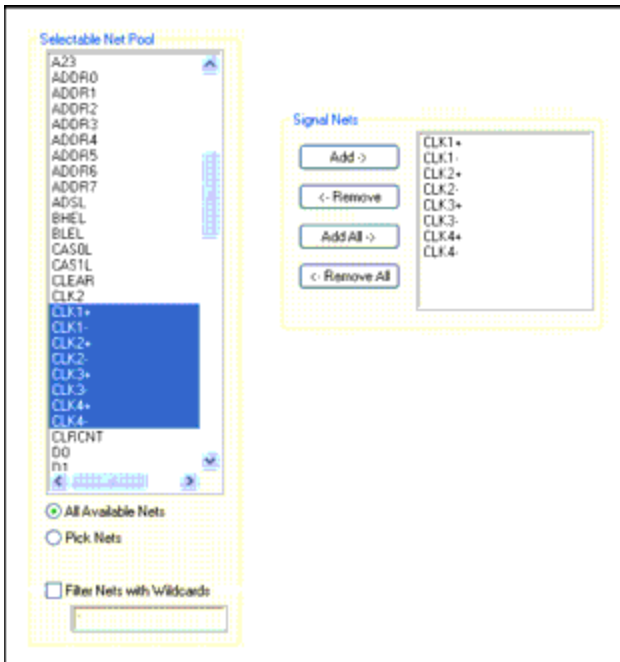 Selectable Net Pool
A23
ADDR0
ADDR1
ADDR2
ADDR3
ADDR4
ADDR5
ADDR6
ADDR7
ADSL
BHEL
BLEL
CAS0L
CAS1L
CLEAR
CLK2
CLK1+
CLK1-
CLK2+
CLK2-
CLK3+
CLK3-
CLK4+
CLK4-
CLRCNT
D0
D1
All Available Nets
Pick Nets
Filter Nets with Wildcards
Signal Nets
Add ->
<- Remove
Add All ->
<- Remove All
CLK1+
CLK1-
CLK2+
CLK2-
CLK3+
CLK3-
CLK4+
CLK4-